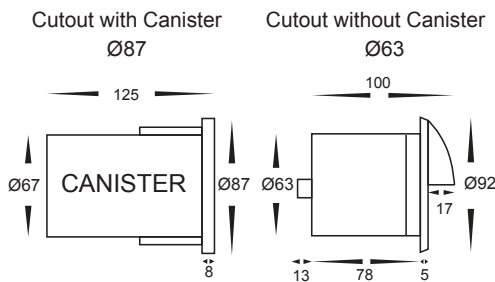 Cutout with Canister
Ø87
125
Ø67
CANISTER
Ø87
8
Cutout without Canister
Ø63
100
Ø63
Ø92
17
13
78
5